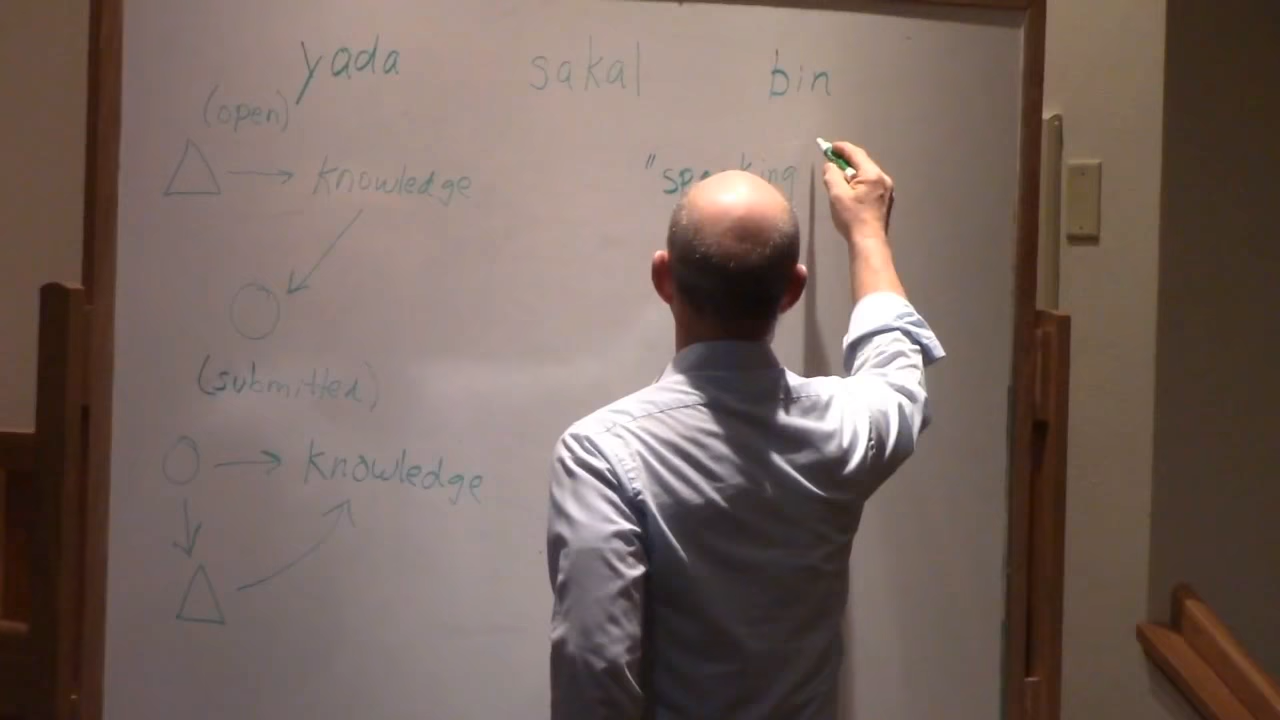 yada sakal bin
(open)
knowledge
(submitted)
knowledge